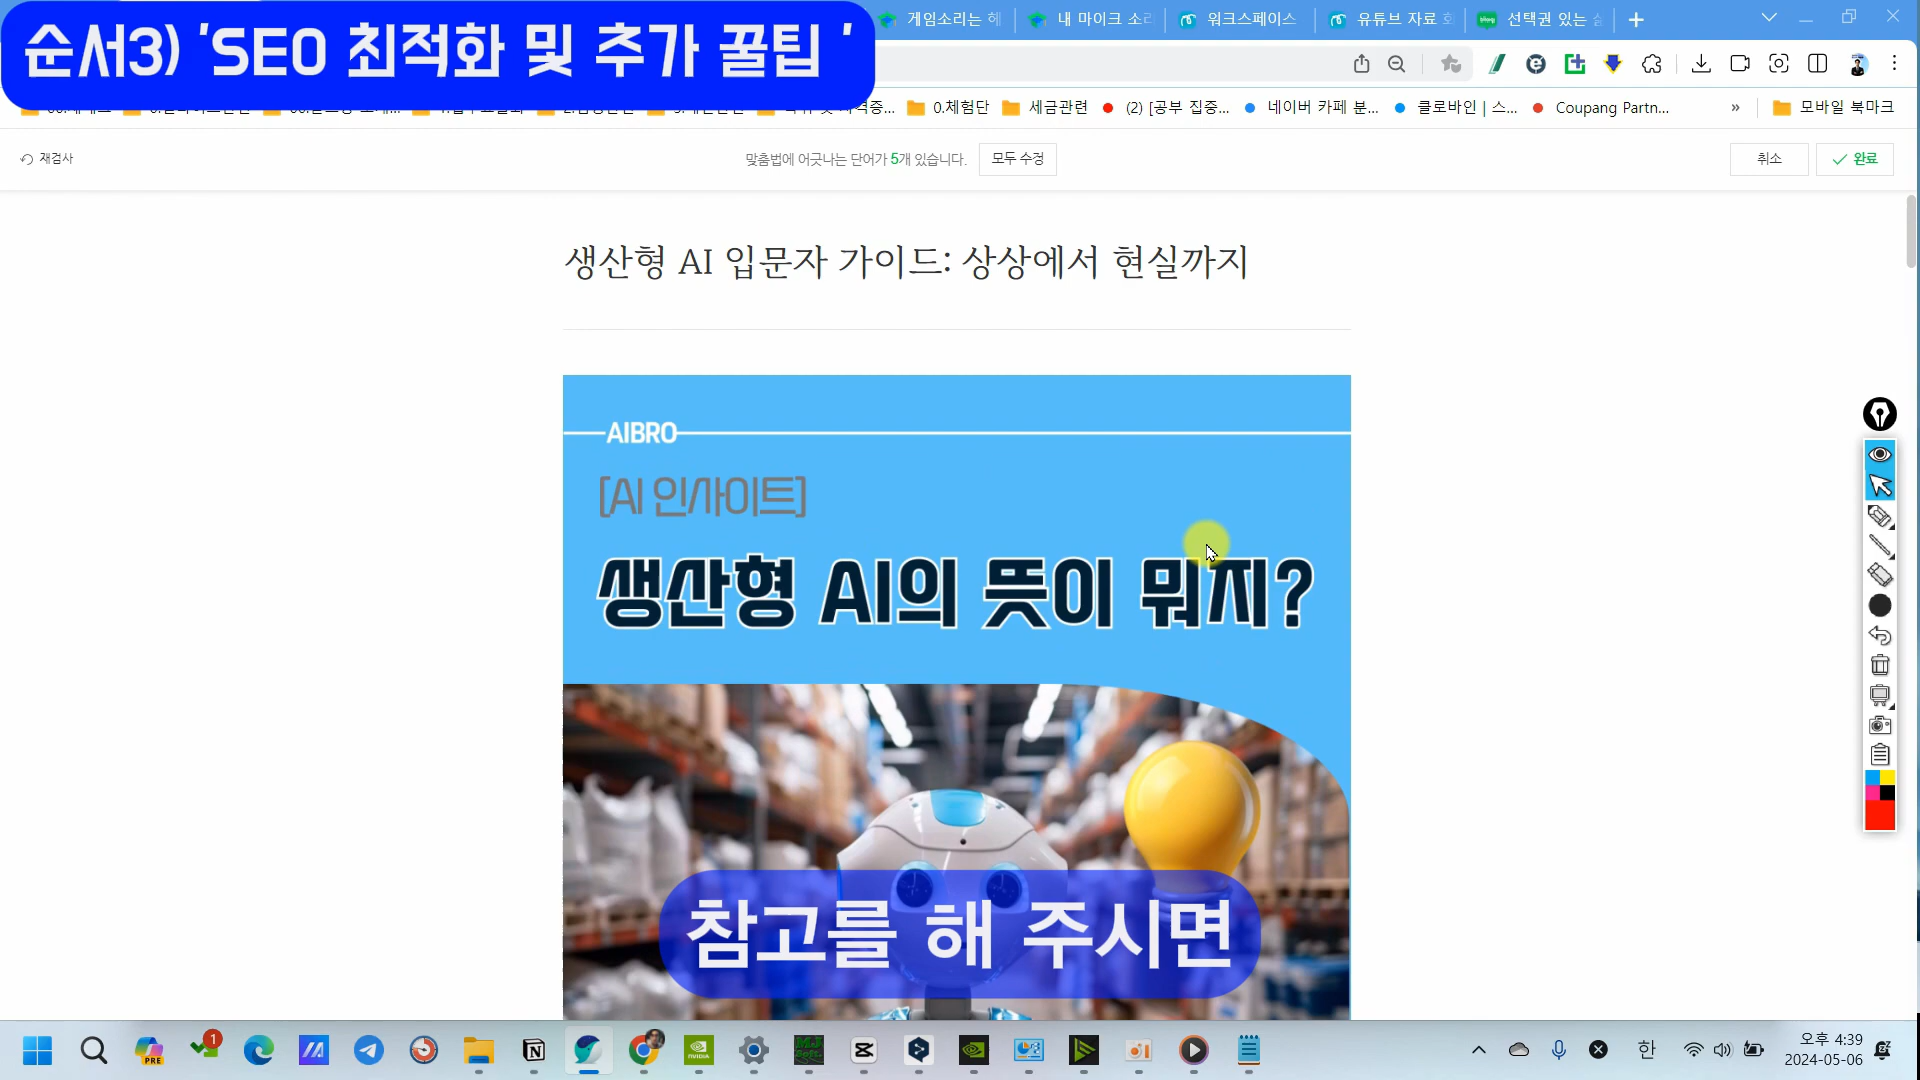 순서3) 'SEO 최적화 및 추가 꿀팁 '
게임소리는 헤
내 마이크 소리
워크스페이스
유튜브 자료 화
선택권 있는 삶
0.체험단
세금관련
(2) [공부 집중...
네이버 카페 분...
클로바인 | 스...
Coupang Partn...
»
모바일 북마크
재검사
맞춤법에 어긋나는 단어가 5개 있습니다.
모두 수정
취소
완료
생산형 AI 입문자 가이드: 상상에서 현실까지
AIBRO
[AI 인사이트]
생산형 AI의 뜻이 뭐지?
참고를 해 주시면
PRE
1
NVIDIA
한
오후 4:39
2024-05-06